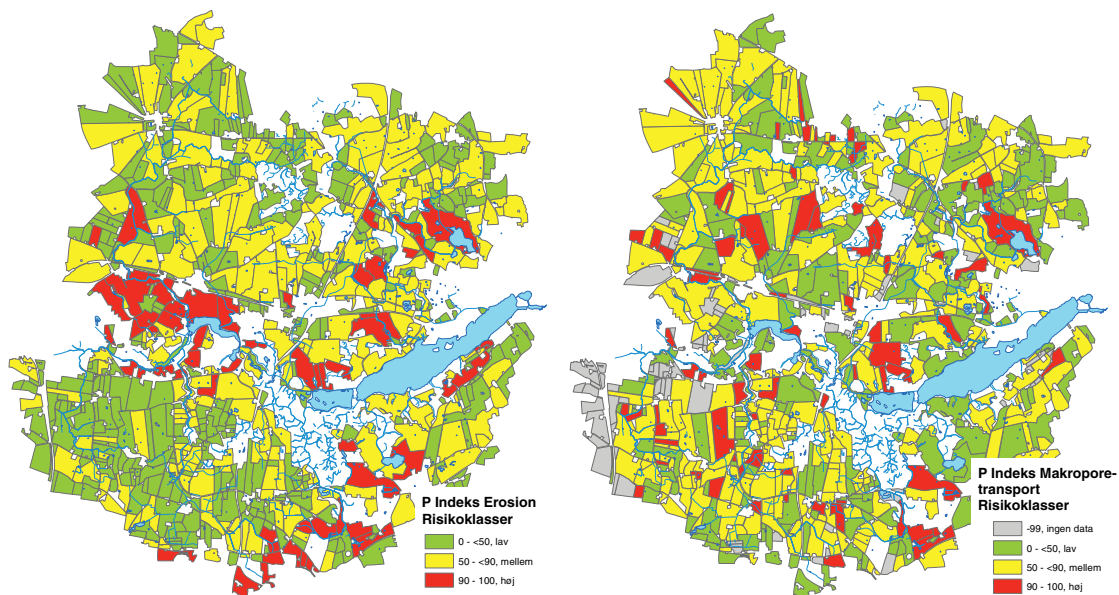 P Indeks Erosion
Risikoklasser
0 - <50, lav
50 - <90, mellem
90 - 100, høj
P Indeks Makropore-
transport
Risikoklasser
-99, ingen data
0 - <50, lav
50 - <90, mellem
90 - 100, høj